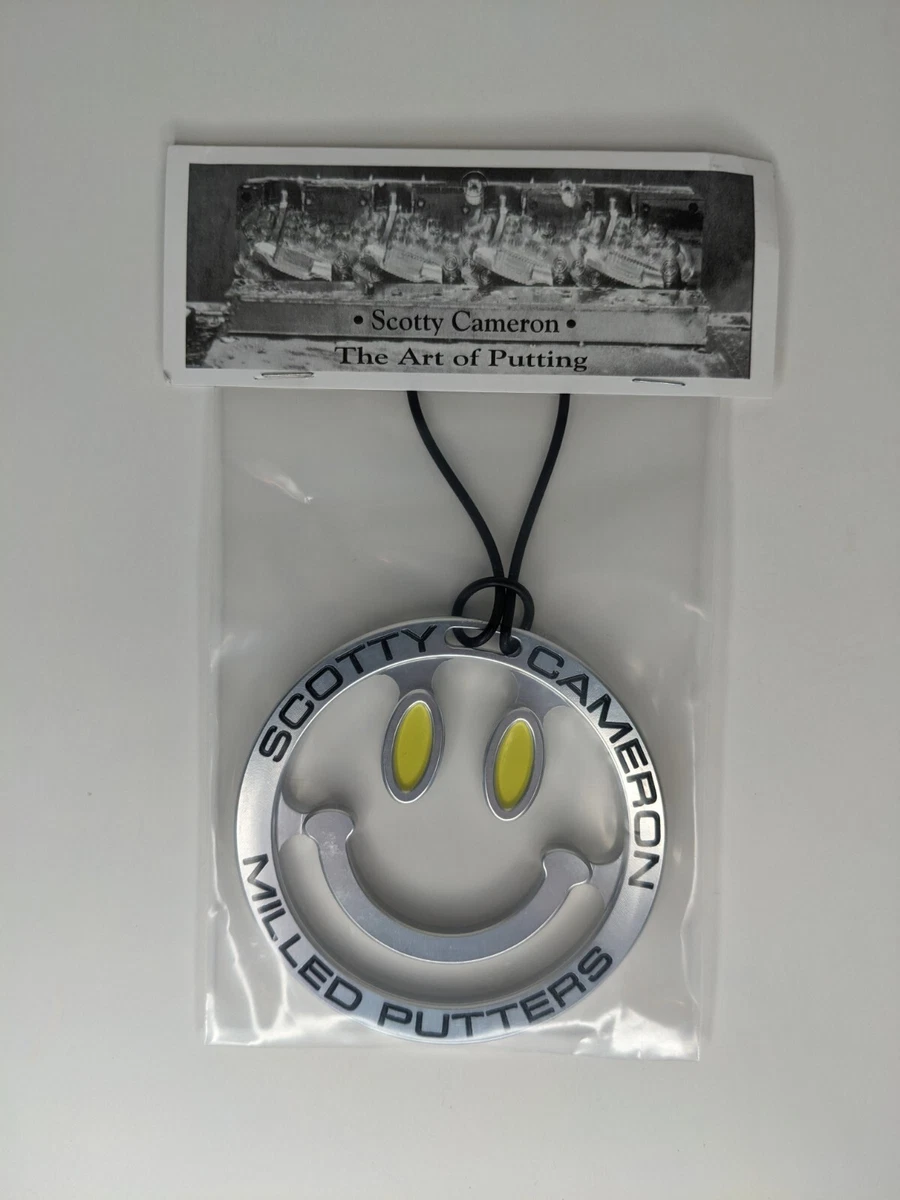 • Scotty Cameron •
The Art of Putting
SCOTTY CAMERON
MILLED PUTTERS